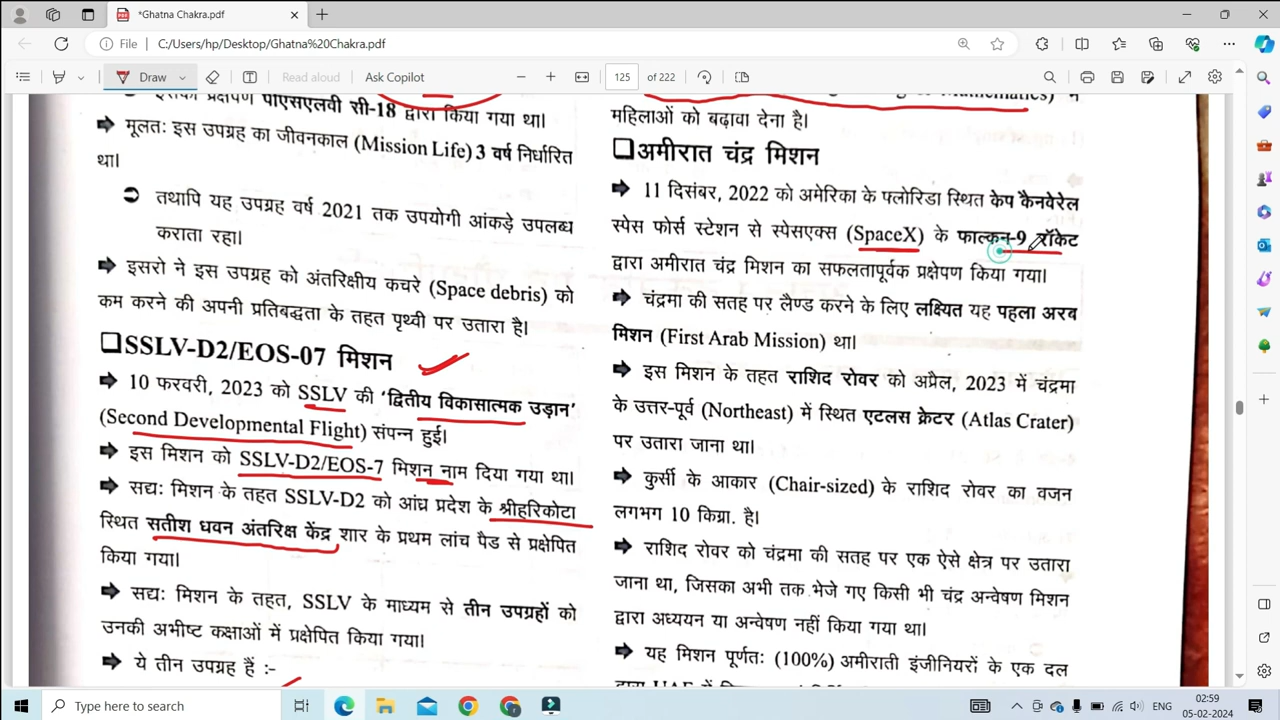 *Ghatna Chakra.pdf
File
C:/Users/hp/Desktop/Ghatna%20Chakra.pdf
Draw
Read aloud
Ask Copilot
125
of 222
पीएसएलवी सी-18 द्वारा किया गया था।
मूलत: इस उपग्रह का जीवनकाल (Mission Life) 3 वर्ष निर्धारित
था।
तथापि यह उपग्रह वर्ष 2021 तक उपयोगी आंकड़े उपलब्ध
कराता रहा।
इसरो ने इस उपग्रह को अंतरिक्षीय कचरे (Space debris) को
कम करने की अपनी प्रतिबद्धता के तहत पृथ्वी पर उतारा है।
SSLV-D2/EOS-07 मिशन
10 फरवरी, 2023 को SSLV की ‘द्वितीय विकासात्मक उड़ान’
(Second Developmental Flight) संपन्न हुई।
इस मिशन को SSLV-D2/EOS-7 मिशन नाम दिया गया था।
सद्य: मिशन के तहत SSLV-D2 को आंध्र प्रदेश के श्रीहरिकोटा
स्थित सतीश धवन अंतरिक्ष केंद्र शार के प्रथम लांच पैड से प्रक्षेपित
किया गया।
सद्य: मिशन के तहत, SSLV के माध्यम से तीन उपग्रहों को
उनकी अभीष्ट कक्षाओं में प्रक्षेपित किया गया।
ये तीन उपग्रह हैं :-
महिलाओं को बढ़ावा देना है।
अमीरात चंद्र मिशन
11 दिसंबर, 2022 को अमेरिका के फ्लोरिडा स्थित केप कैनवेरेल
स्पेस फोर्स स्टेशन से स्पेसएक्स (SpaceX) के फाल्कन-9 रॉकेट
द्वारा अमीरात चंद्र मिशन का सफलतापूर्वक प्रक्षेपण किया गया।
चंद्रमा की सतह पर लैण्ड करने के लिए लक्ष्यित यह पहला अरब
मिशन (First Arab Mission) था।
इस मिशन के तहत राशिद रोवर को अप्रैल, 2023 में चंद्रमा
के उत्तर-पूर्व (Northeast) में स्थित एटलस क्रेटर (Atlas Crater)
पर उतारा जाना था।
कुर्सी के आकार (Chair-sized) के राशिद रोवर का वजन
लगभग 10 किग्रा. है।
राशिद रोवर को चंद्रमा की सतह पर एक ऐसे क्षेत्र पर उतारा
जाना था, जिसका अभी तक भेजे गए किसी भी चंद्र अन्वेषण मिशन
द्वारा अध्ययन या अन्वेषण नहीं किया गया था।
यह मिशन पूर्णत: (100%) अमीराती इंजीनियरों के एक दल
Type here to search
ENG
02:59
05-02-2024